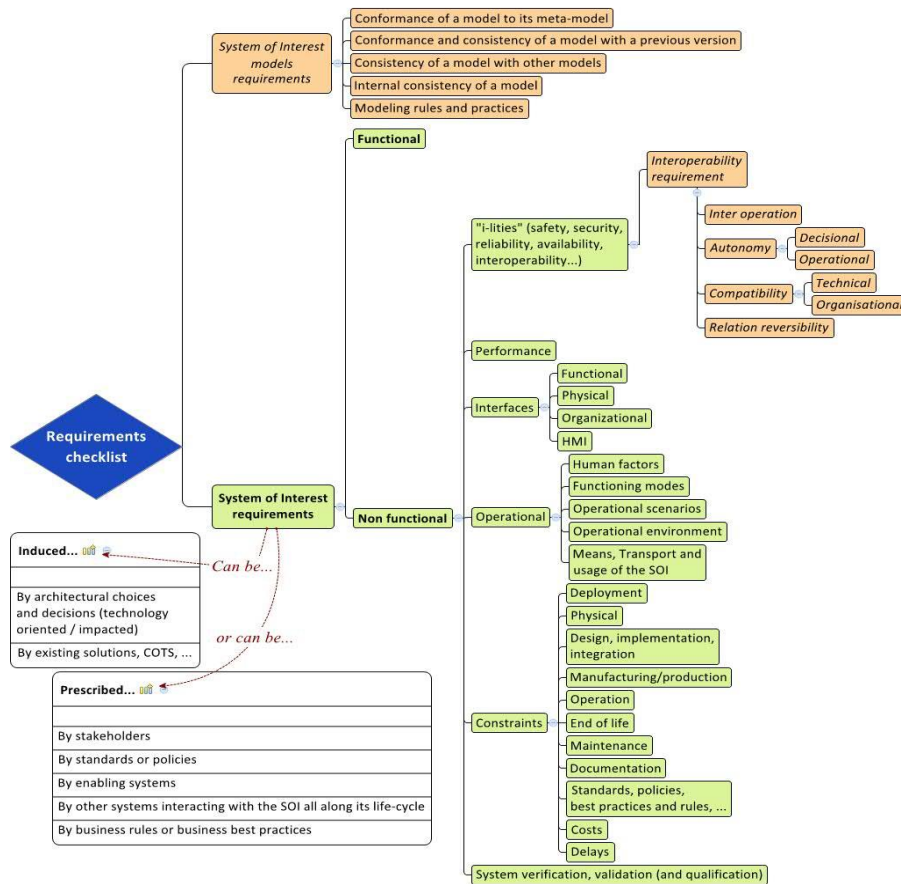 System of Interest
models
requirements
Conformance of a model to its meta-model
Conformance and consistency of a model with a previous version
Consistency of a model with other models
Internal consistency of a model
Modeling rules and practices
Functional
Interoperability
requirement
"i-lities" (safety, security,
reliability, availability,
interoperability...)
Inter operation
Autonomy
Decisional
Operational
Compatibility
Technical
Organisational
Relation reversibility
Performance
Interfaces
Functional
Physical
Organizational
HMI
Requirements
checklist
System of Interest
requirements
Non functional
Operational
Human factors
Functioning modes
Operational scenarios
Operational environment
Means, Transport and
usage of the SOI
Can be...
or can be...
Induced...
By architectural choices
and decisions (technology
oriented / impacted)
By existing solutions, COTS, ...
Prescribed...
By stakeholders
By standards or policies
By enabling systems
By other systems interacting with the SOI all along its life-cycle
By business rules or business best practices
Constraints
Deployment
Physical
Design, implementation,
integration
Manufacturing/production
Operation
End of life
Maintenance
Documentation
Standards, policies,
best practices and rules, ...
Costs
Delays
System verification, validation (and qualification)